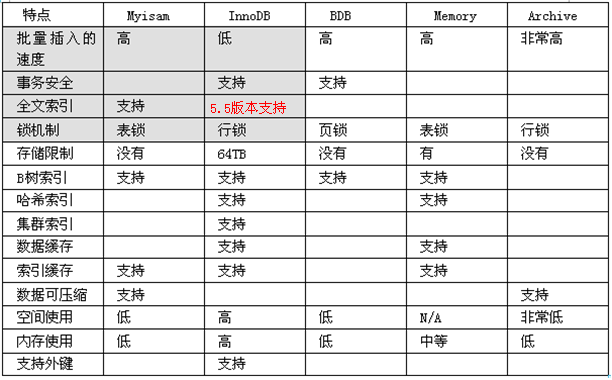 特点 Myisam InnoDB BDB Memory Archive
批量插入的 高 低 高 高 非常高
速度
事务安全 支持 支持
全文索引 支持 5.5版本支持
锁机制 表锁 行锁 页锁 表锁 行锁
存储限制 没有 64TB 没有 有 没有
B树索引 支持 支持 支持 支持
哈希索引 支持 支持
集群索引 支持
数据缓存 支持 支持
索引缓存 支持 支持 支持
数据可压缩 支持 支持
空间使用 低 高 低 N/A 非常低
内存使用 低 高 低 中等 低
支持外键 支持